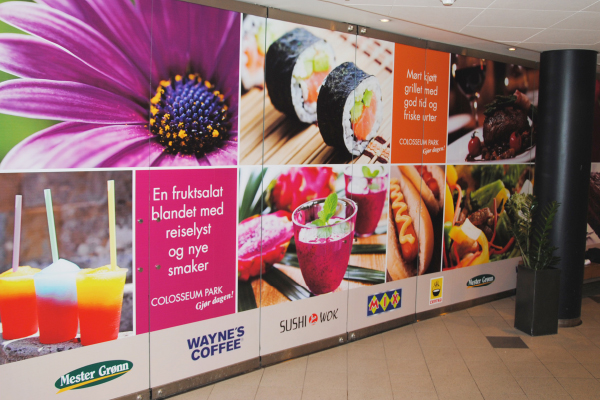 Mørt kjøtt
grillet med
god tid og
friske urter
COLOSSEUM PARK
Gjør dagen!
En fruktsalat
blandet med
reiselyst
og nye
smaker
COLOSSEUM PARK
Gjør dagen!
Mester Grønn
WAYNE'S
COFFEE
SUSHI WOK
MIX
Mester Grønn